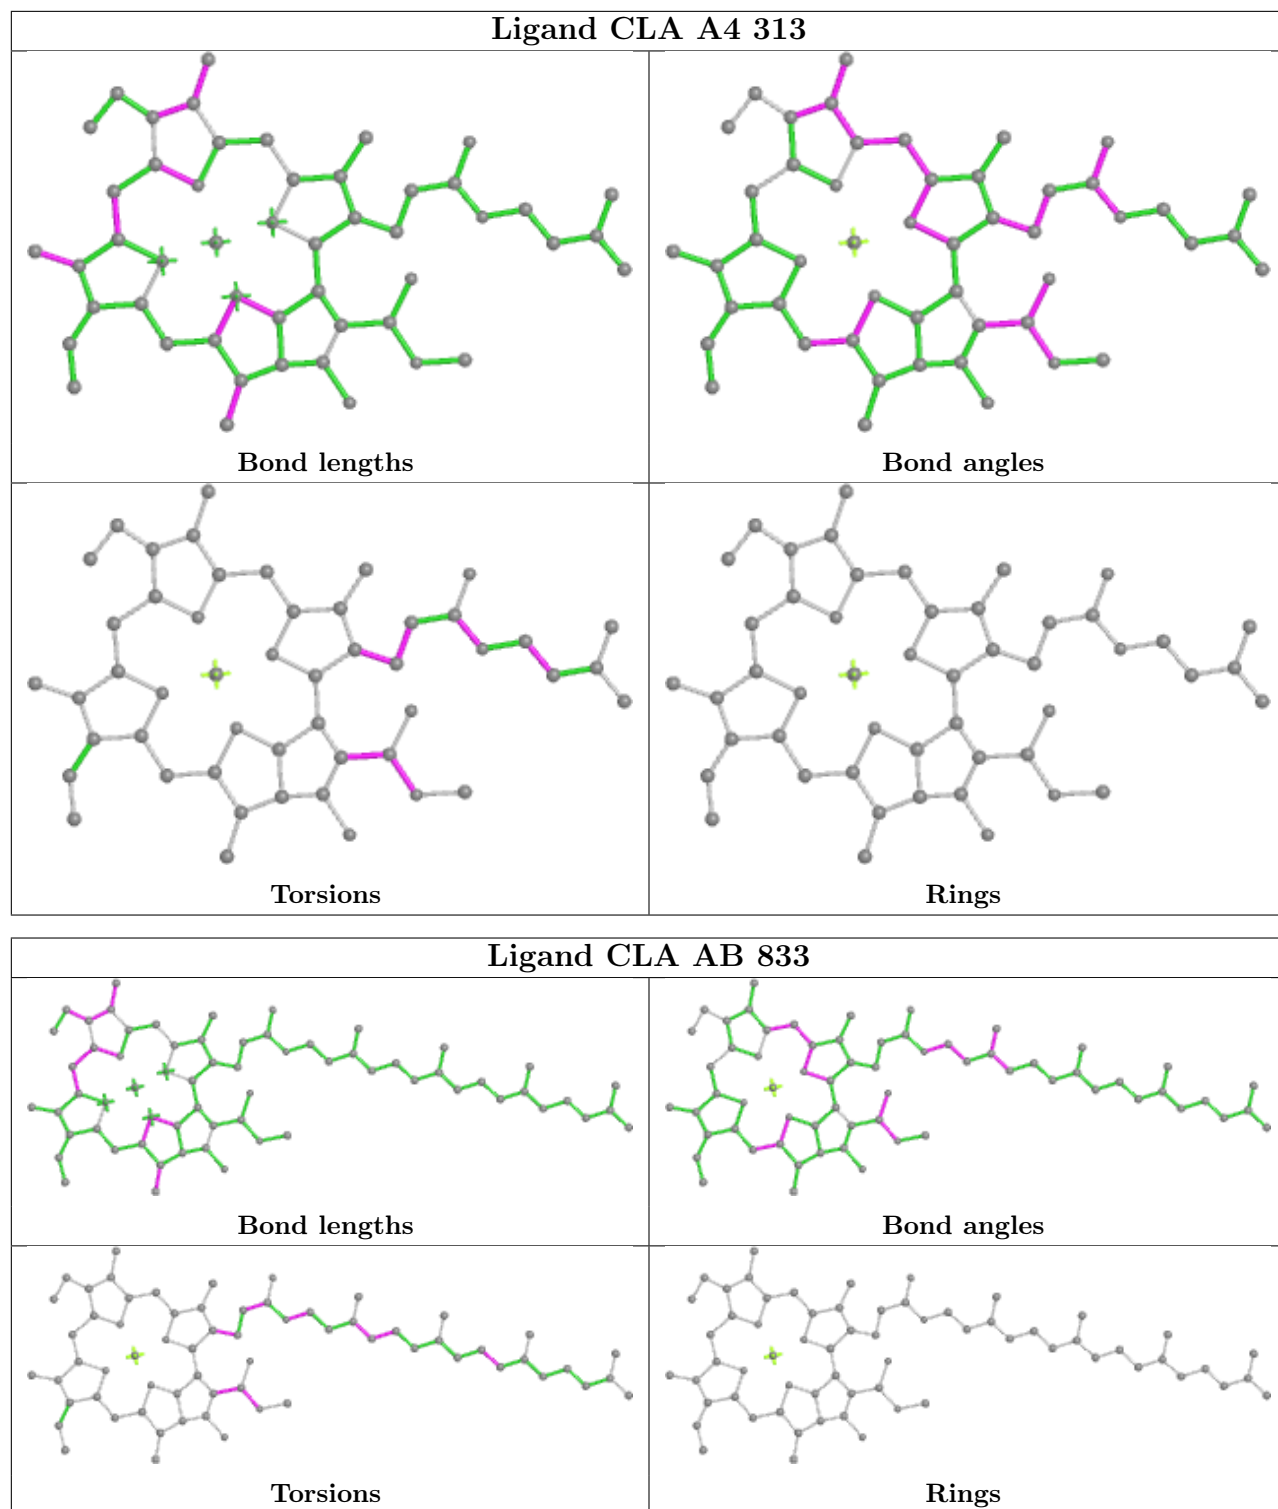 Ligand CLA A4 313
Bond lengths
Bond angles
Torsions
Rings
Ligand CLA AB 833
Bond lengths
Bond angles
Torsions
Rings